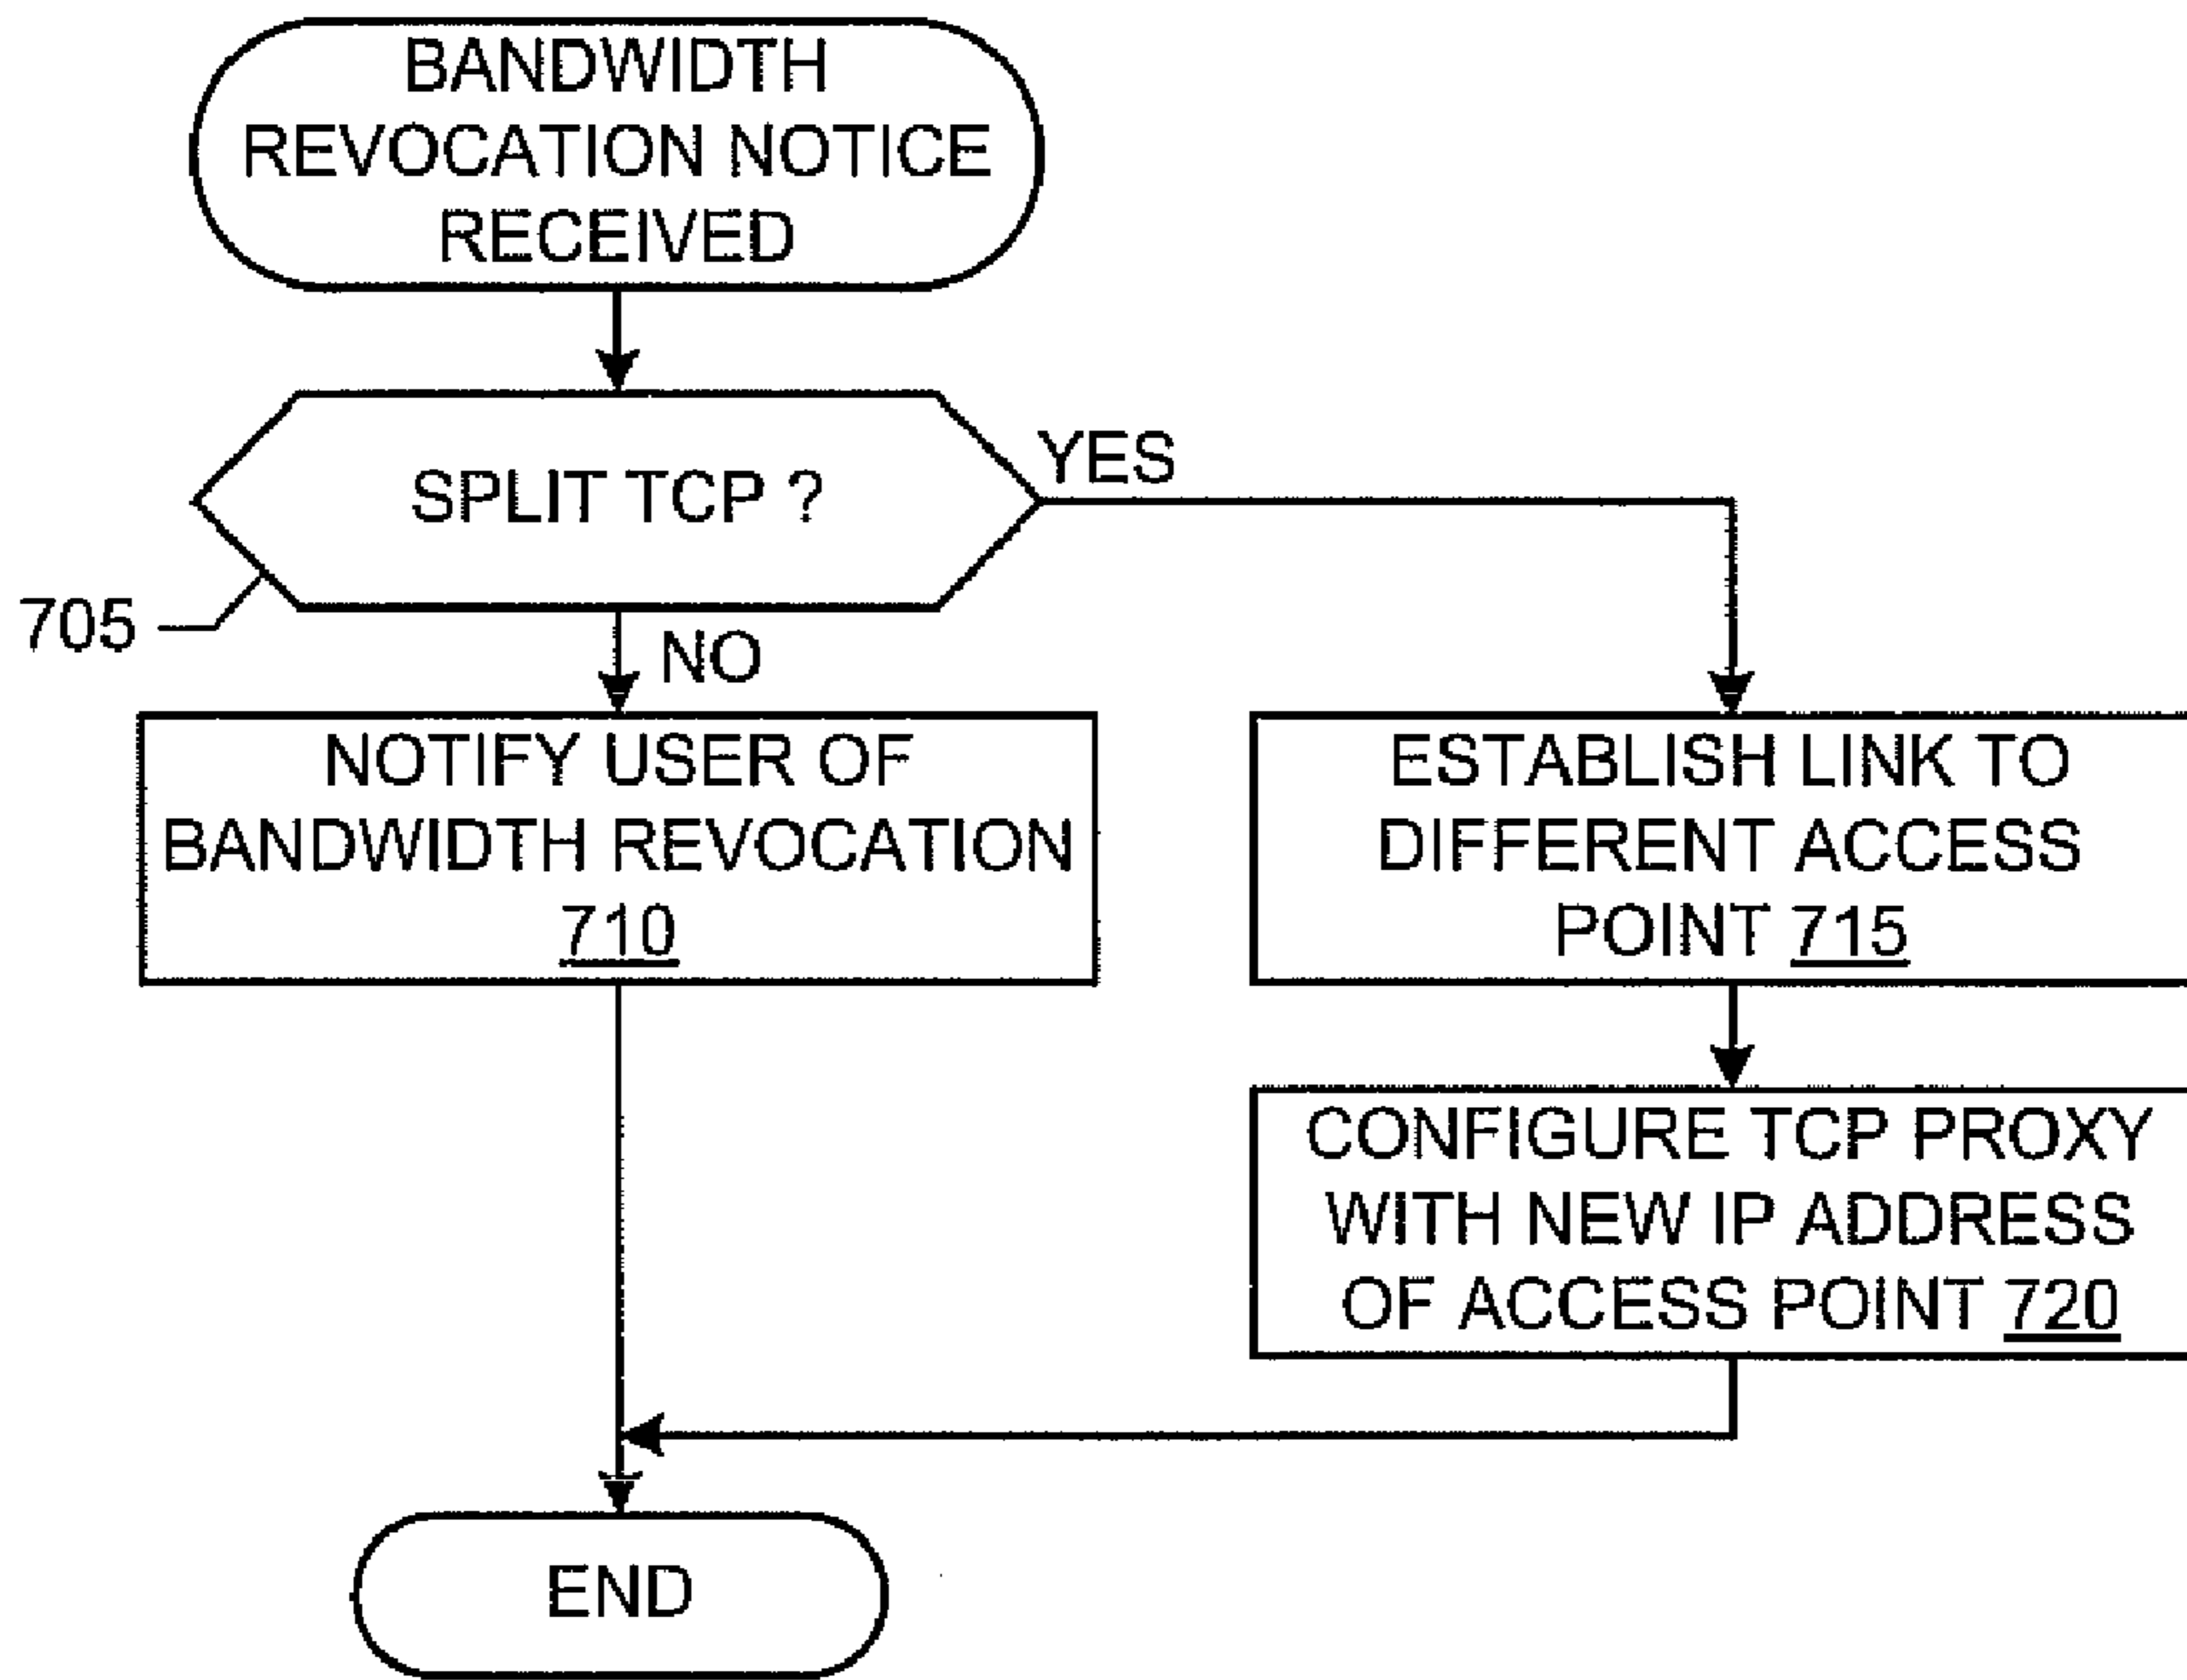 BANDWIDTH
REVOCATION NOTICE
RECEIVED
SPLIT TCP ?
YES
705
NO
NOTIFY USER OF
BANDWIDTH REVOCATION
710
ESTABLISH LINK TO
DIFFERENT ACCESS
POINT 715
CONFIGURE TCP PROXY
WITH NEW IP ADDRESS
OF ACCESS POINT 720
END